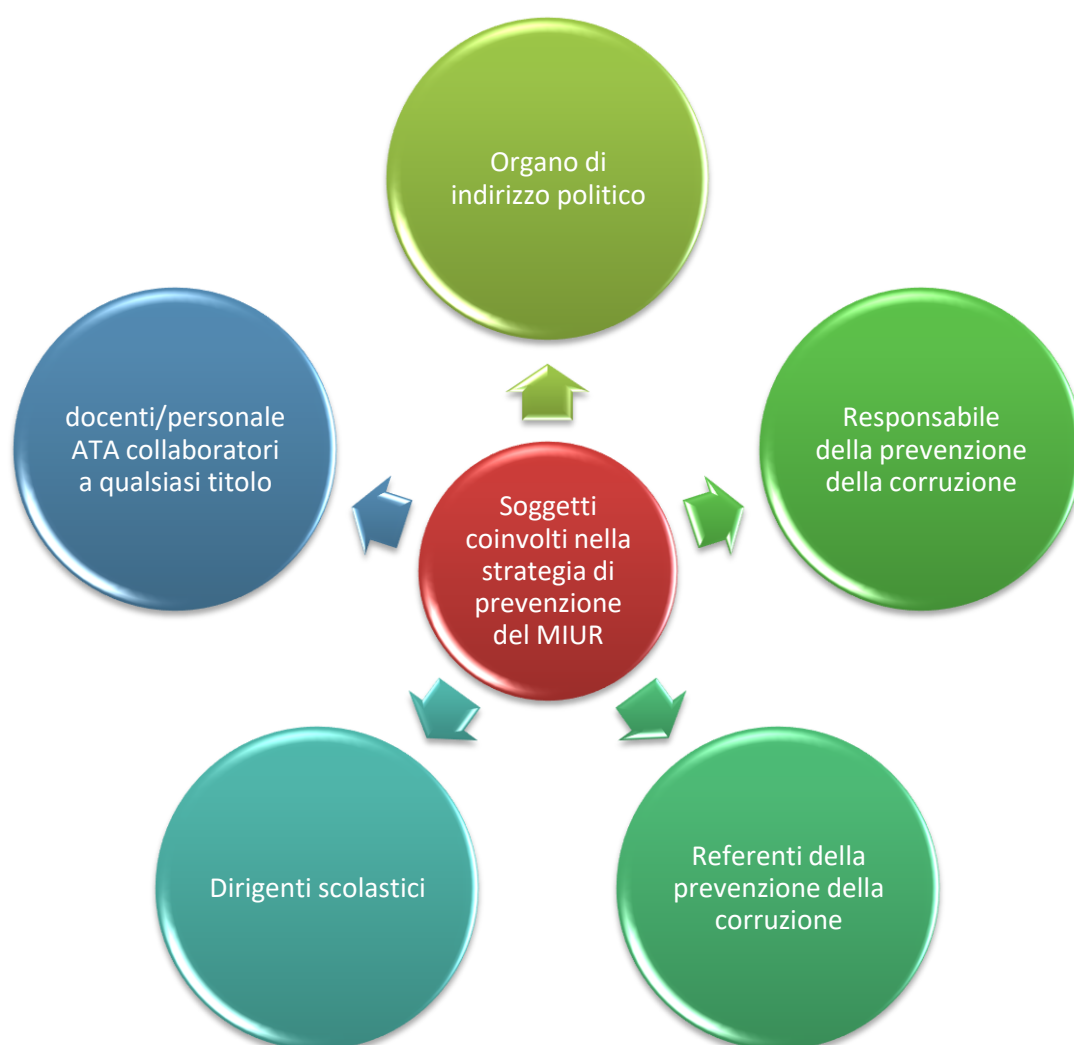 Organo di
indirizzo politico
docenti/personale
ATA collaboratori
a qualsiasi titolo
Responsabile
della prevenzione
della corruzione
Soggetti
coinvolti nella
strategia di
prevenzione
del MIUR
Dirigenti scolastici
Referenti della
prevenzione della
corruzione